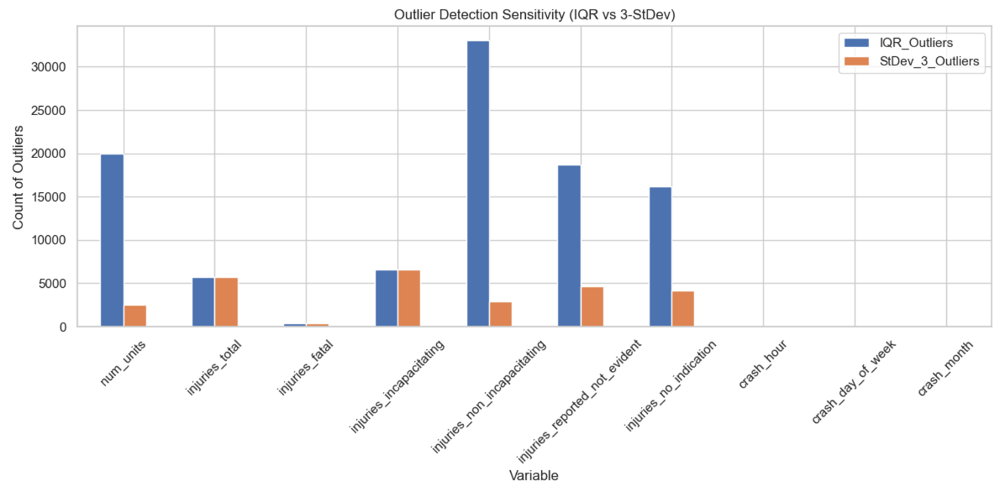 Outlier Detection Sensitivity (IQR vs 3-StDev)
IQR_Outliers
StDev_3_Outliers
Count of Outliers
30000
25000
20000
15000
10000
5000
0
num_units
injuries_total
injuries_fatal
injuries_incapacitating
injuries_non_incapacitating
injuries_reported_not_evident
injuries_no_indication
crash_hour
crash_day_of_week
crash_month
Variable